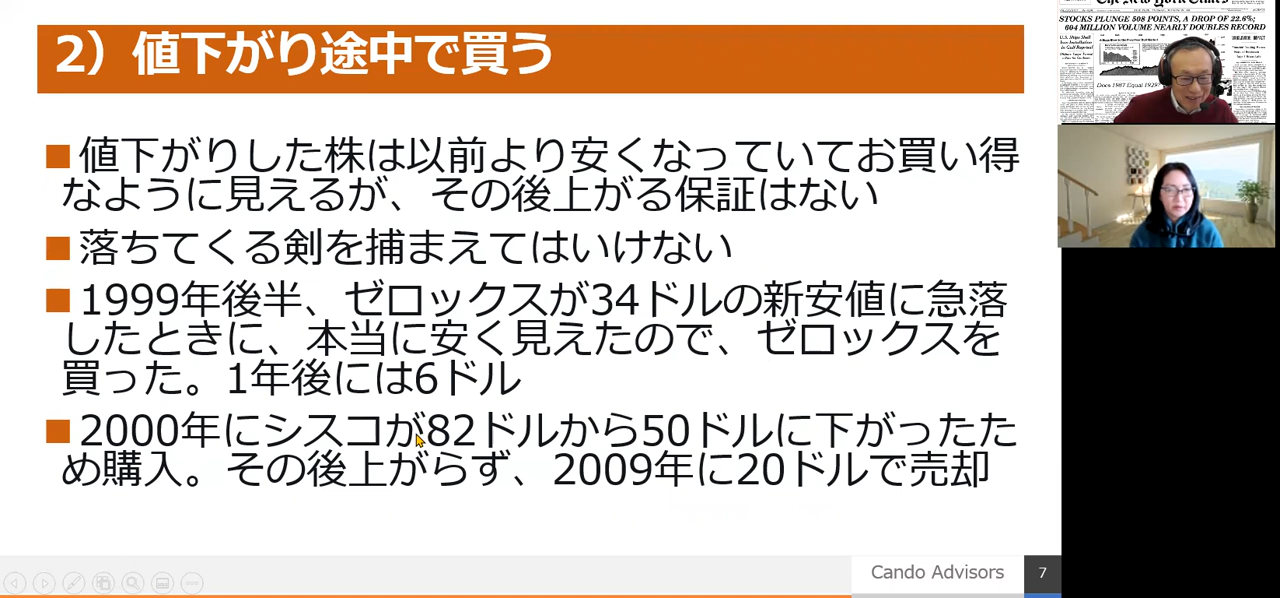 2）値下がり途中で買う
■値下がりした株は以前より安くなっていてお買い得
なように見えるが、その後上がる保証はない
■落ちてくる剣を捕まえてはいけない
■1999年後半、ゼロックスが34ドルの新安値に急落
したときに、本当に安く見えたので、ゼロックスを
買った。1年後には6ドル
■2000年にシスコが82ドルから50ドルに下がったた
め購入。その後上がらず、2009年に20ドルで売却
Cando Advisors
7
The New York Times
STOCKS PLUNGE 508 POINTS, A DROP OF 22.6%;
604 MILLION VOLUME NEARLY DOUBLES RECORD
Does 1987 Equal 1929?